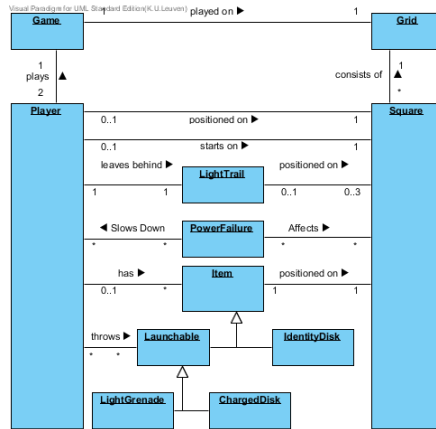 Visual Paradigm for UML Standard Edition(K.U.Leuven)
Game
1
played on ▶
1
Grid
1
plays ▲
2
1
consists of ▲
*
Player
Square
0..1
positioned on ▶
1
0..1
starts on ▶
1
leaves behind ▶
1
1
LightTrail
positioned on ▶
0..1
0..3
◀ Slows Down
*
*
PowerFailure
Affects ▶
*
*
has ▶
0..1
*
Item
positioned on ▶
1
1
throws ▶
*
*
Launchable
IdentityDisk
LightGrenade
ChargedDisk